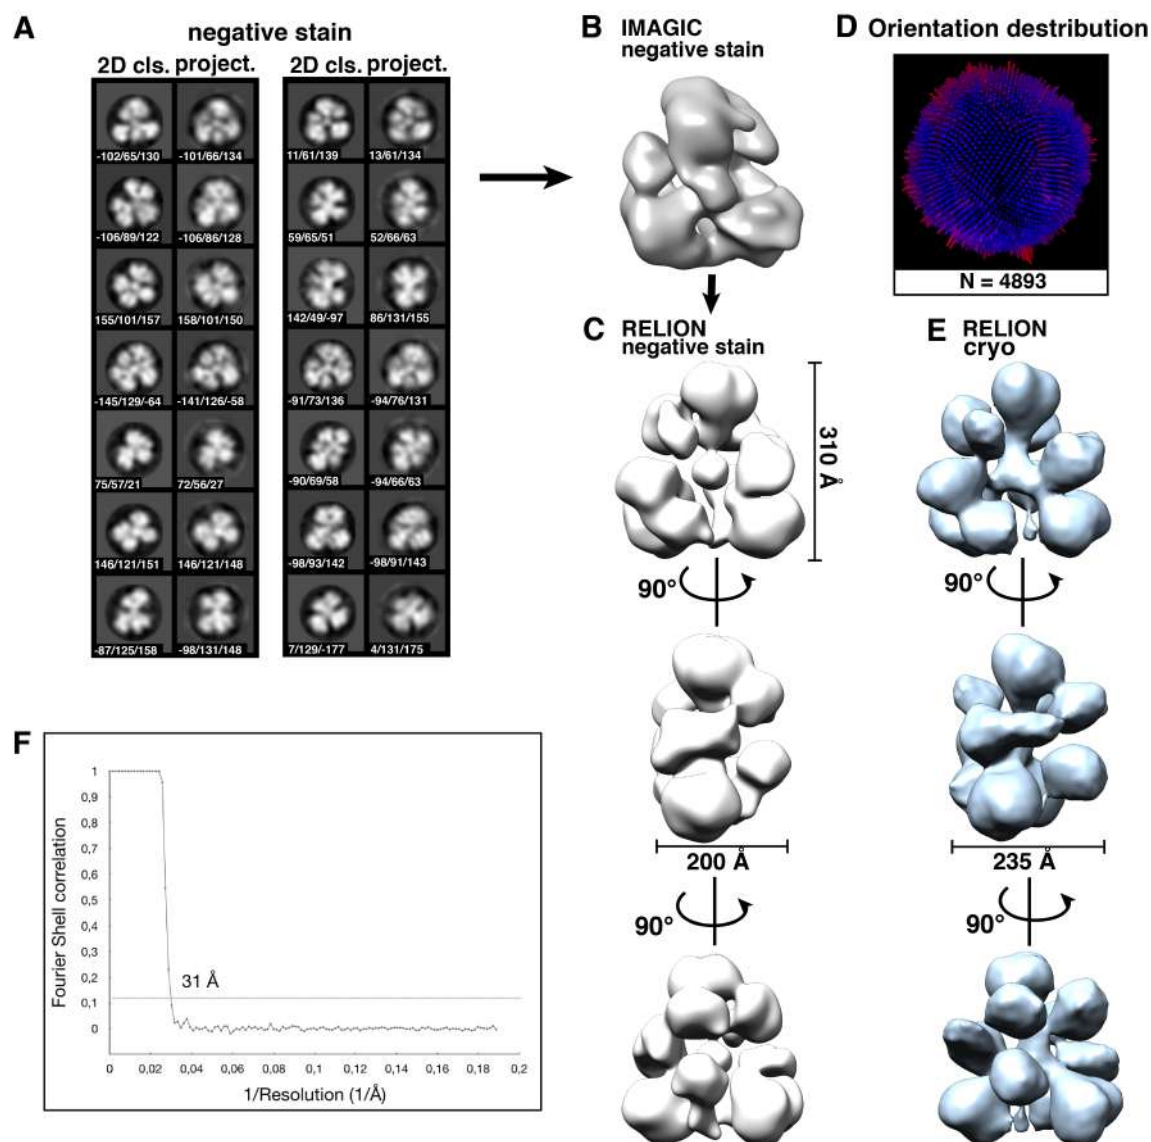 A
negative stain
2D cls. project.
2D cls. project.
-102/65/130
-101/66/134
11/61/139
13/61/134
-106/89/122
-106/86/128
59/65/51
52/66/63
155/101/157
158/101/150
142/49/-97
86/131/155
-145/129/-64
-141/126/-58
-91/73/136
-94/76/131
75/57/21
72/56/27
-90/69/58
-94/66/63
146/121/151
146/121/148
-98/93/142
-98/91/143
-87/125/158
-98/131/148
7/129/-177
4/131/175
B IMAGIC
negative stain
D Orientation destribution
N = 4893
C RELION
negative stain
310 Å
90°
200 Å
90°
E RELION
cryo
90°
235 Å
90°
F
Fourier Shell correlation
1
0,9
0,8
0,7
0,6
0,5
0,4
0,3
0,2
0,1
0
31 Å
0 0,02 0,04 0,06 0,08 0,1 0,12 0,14 0,16 0,18 0,2
1/Resolution (1/Å)